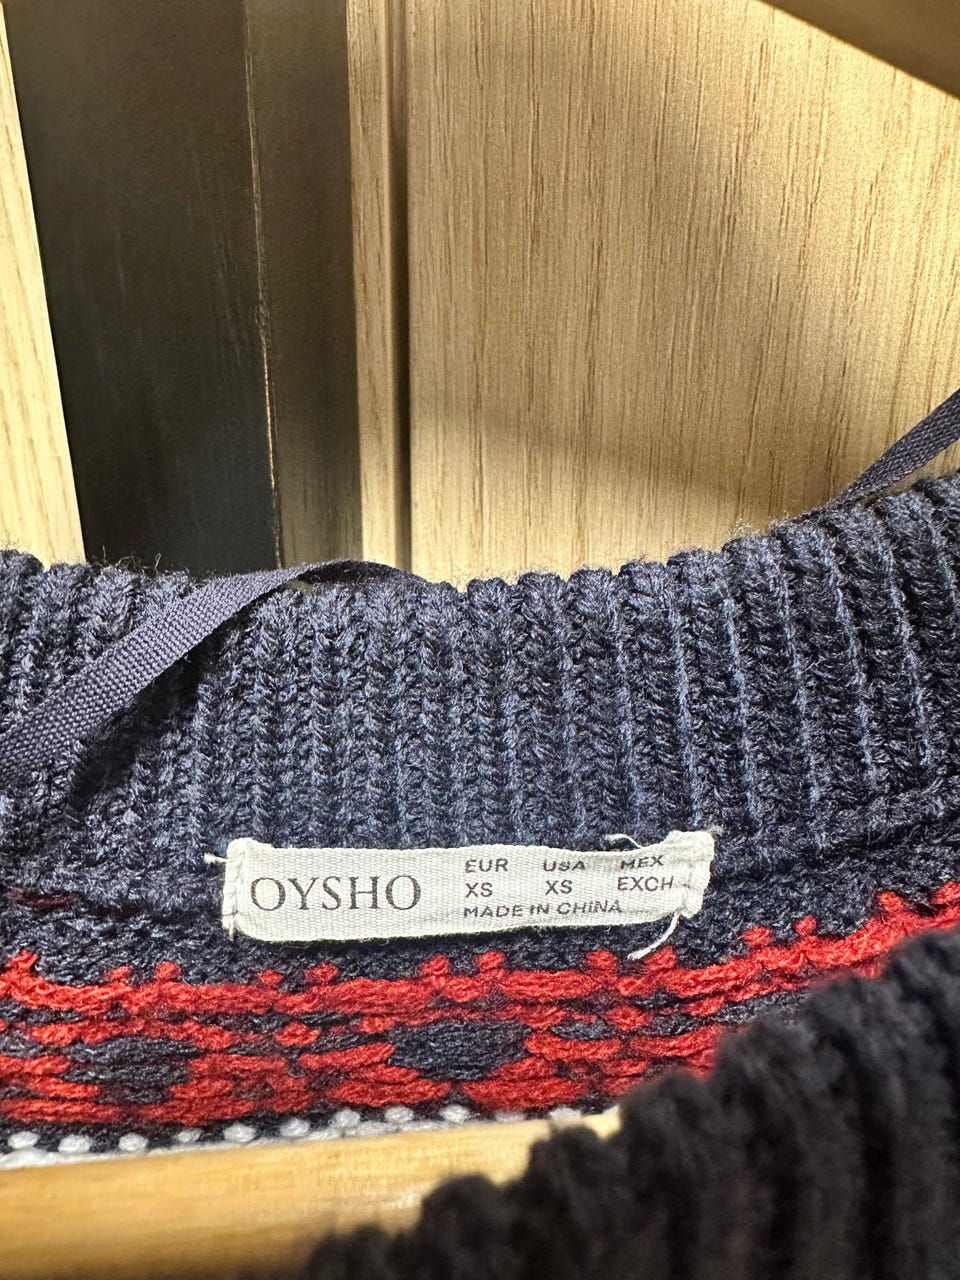 OYSHO
EUR USA MEX
XS XS EXCH
MADE IN CHINA